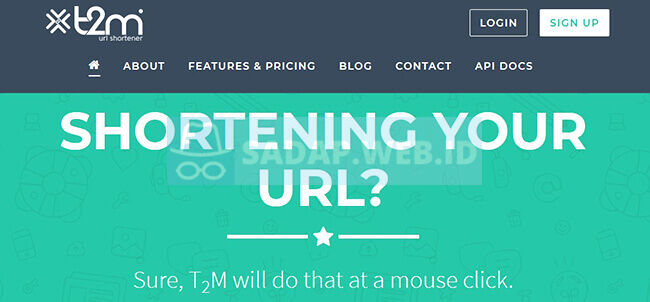 t2mi
url shortener
LOGIN
SIGN UP
ABOUT
FEATURES & PRICING
BLOG
CONTACT
API DOCS
SHORTENING YOUR
SADAP.WEB.ID
URL?
Sure, T₂M will do that at a mouse click.